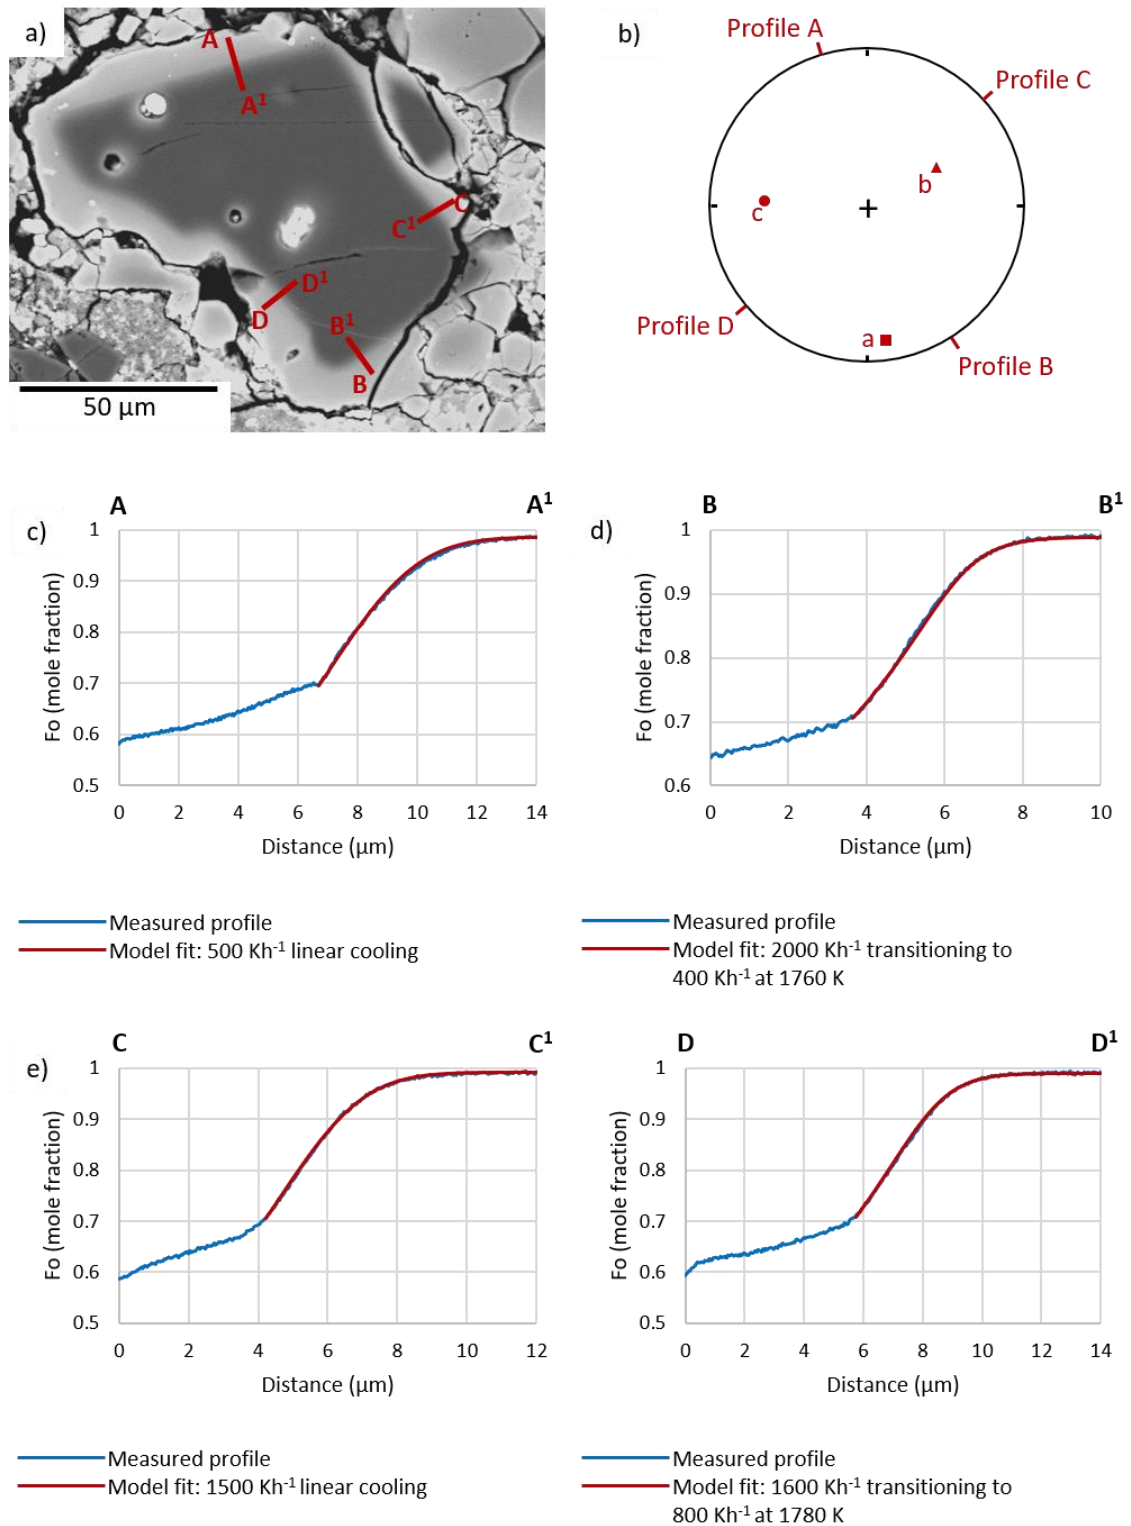 a)
A
A¹
C
C¹
D¹
D
B¹
B
50 µm
b)
Profile A
Profile C
b
c
a
Profile D
Profile B
c)
A A¹
1
0.9
0.8
0.7
0.6
0.5
Fo (mole fraction)
0 2 4 6 8 10 12 14
Distance (µm)
Measured profile
Model fit: 500 Kh⁻¹ linear cooling
d)
B B¹
1
0.9
0.8
0.7
0.6
Fo (mole fraction)
0 2 4 6 8 10
Distance (µm)
Measured profile
Model fit: 2000 Kh⁻¹ transitioning to
400 Kh⁻¹ at 1760 K
e)
C C¹
1
0.9
0.8
0.7
0.6
0.5
Fo (mole fraction)
0 2 4 6 8 10 12
Distance (µm)
Measured profile
Model fit: 1500 Kh⁻¹ linear cooling
D D¹
1
0.9
0.8
0.7
0.6
0.5
Fo (mole fraction)
0 2 4 6 8 10 12 14
Distance (µm)
Measured profile
Model fit: 1600 Kh⁻¹ transitioning to
800 Kh⁻¹ at 1780 K